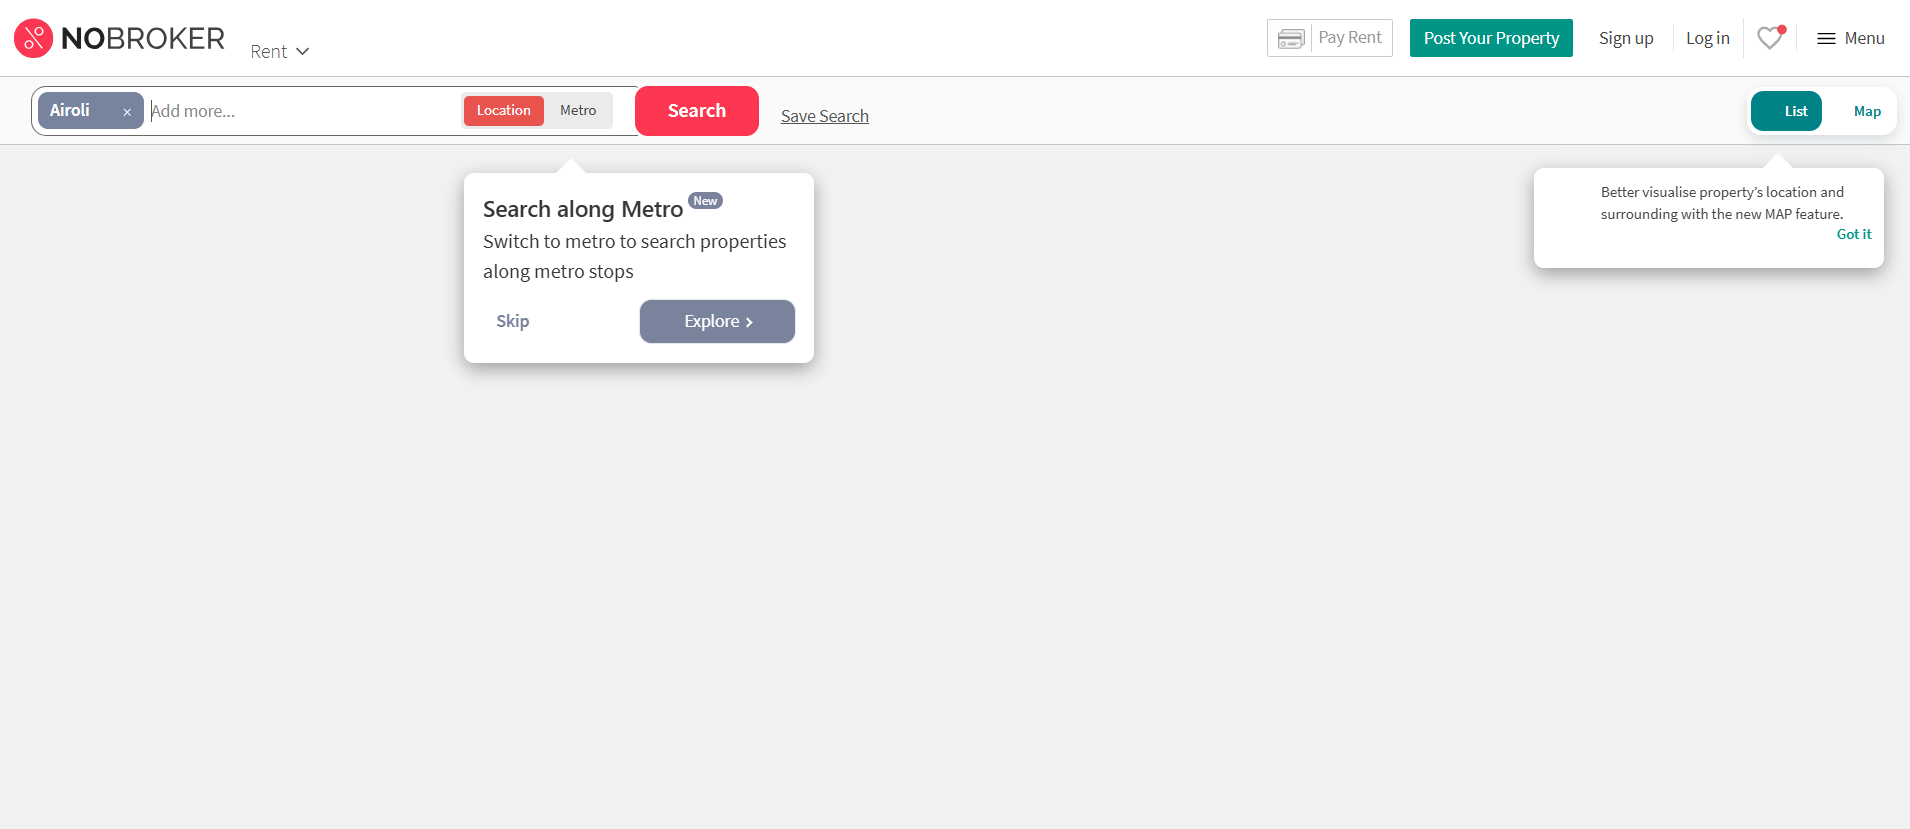 NOBROKER
Rent
Pay Rent
Post Your Property
Sign up
Log in
Menu
Airoli ×
Add more...
Location
Metro
Search
Save Search
List
Map
Search along Metro New
Switch to metro to search properties
along metro stops
Skip
Explore
Better visualise property's location and
surrounding with the new MAP feature.
Got it